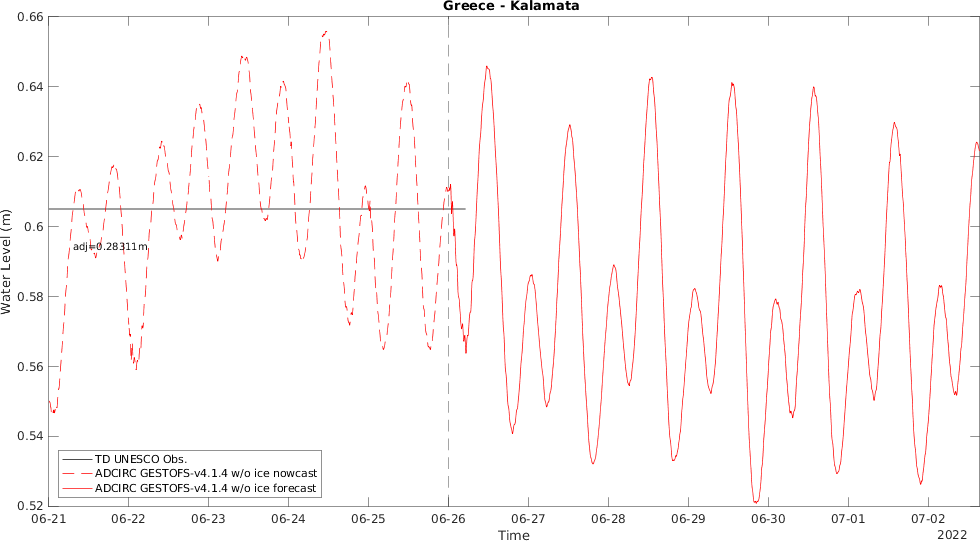 Greece - Kalamata
0.66
0.64
0.62
0.6
0.58
0.56
0.54
0.52
Water Level (m)
adj=0.28311m
TD UNESCO Obs.
ADCIRC GESTOFS-v4.1.4 w/o ice nowcast
ADCIRC GESTOFS-v4.1.4 w/o ice forecast
06-21 06-22 06-23 06-24 06-25 06-26 06-27 06-28 06-29 06-30 07-01 07-02
Time
2022